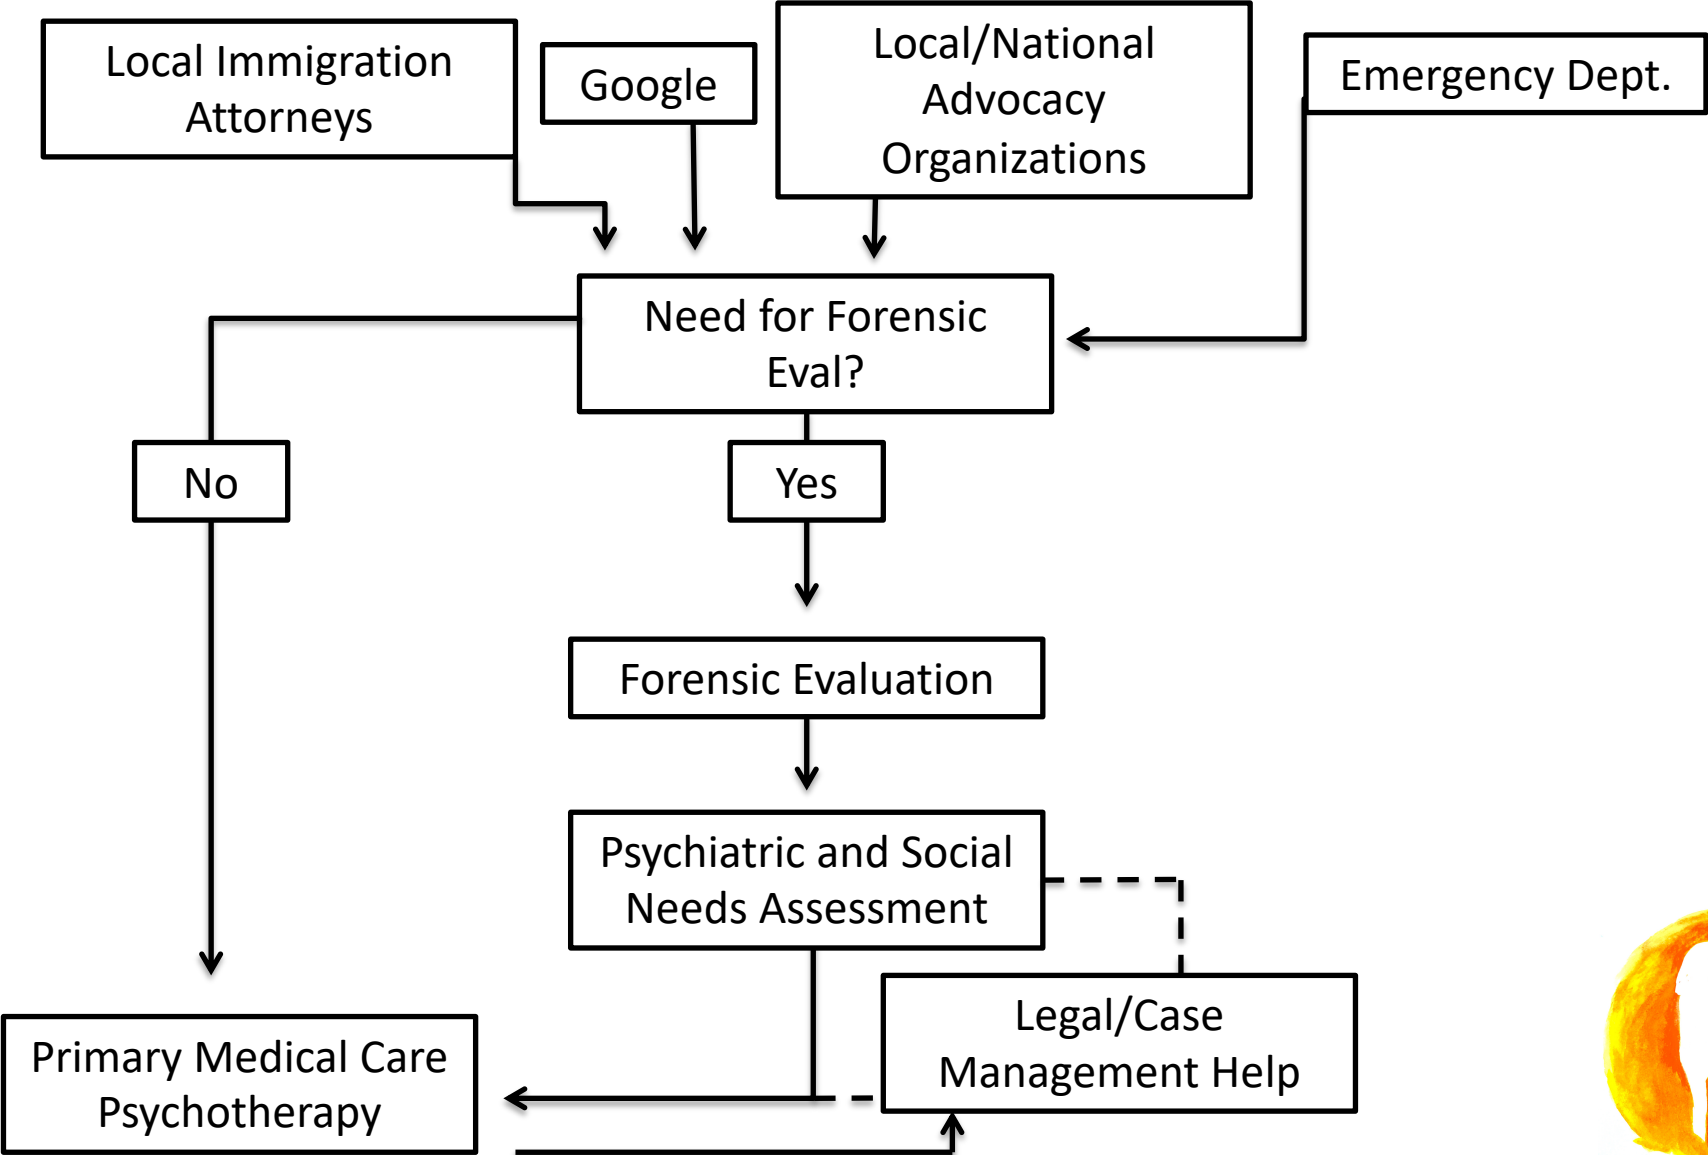 Local Immigration
Attorneys
Google
Local/National
Advocacy
Organizations
Emergency Dept.
Need for Forensic
Eval?
No
Yes
Forensic Evaluation
Psychiatric and Social
Needs Assessment
Legal/Case
Management Help
Primary Medical Care
Psychotherapy